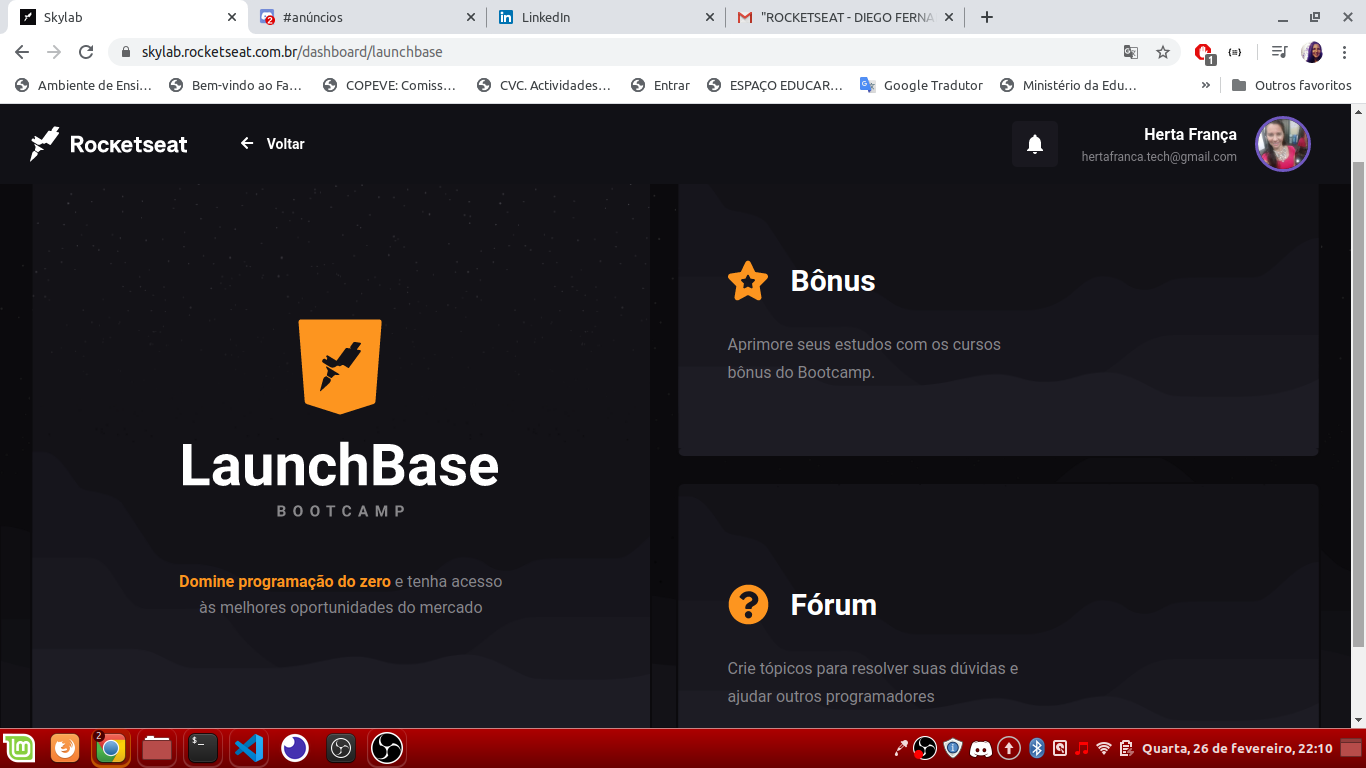 Skylab
#anúncios
LinkedIn
"ROCKETSEAT - DIEGO FERNA
skylab.rocketseat.com.br/dashboard/launchbase
1
Ambiente de Ensi...
Bem-vindo ao Fa...
COPEVE: Comiss...
CVC. Actividades...
Entrar
ESPAÇO EDUCAR...
Google Tradutor
Ministério da Edu...
»
Outros favoritos
Rocketseat
Voltar
Herta França
hertafranca.tech@gmail.com
LaunchBase
BOOTCAMP
Domine programação do zero e tenha acesso
às melhores oportunidades do mercado
Bônus
Aprimore seus estudos com os cursos
bônus do Bootcamp.
Fórum
Crie tópicos para resolver suas dúvidas e
ajudar outros programadores
2
Quarta, 26 de fevereiro, 22:10